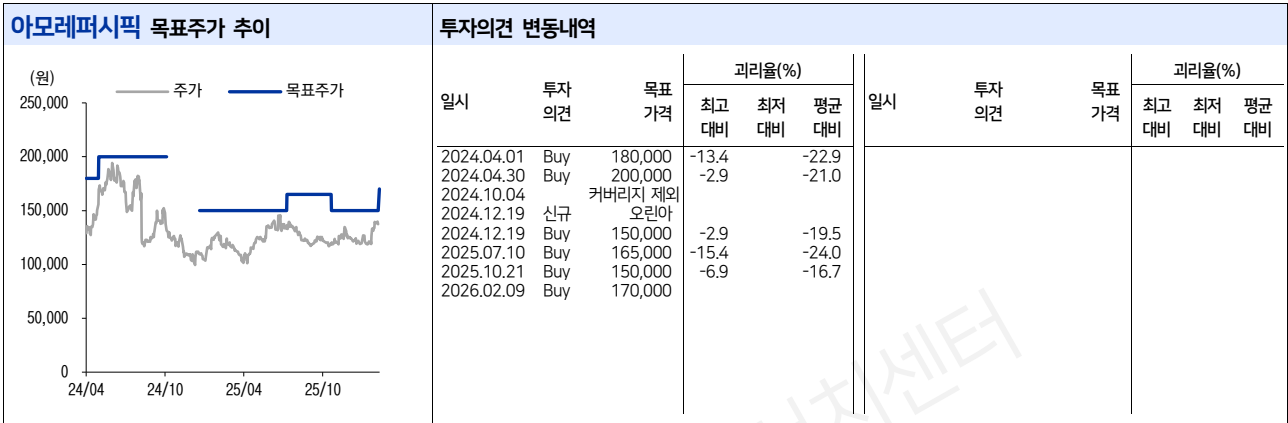 아모레퍼시픽 목표주가 추이
(원)
주가 목표주가
250,000
200,000
150,000
100,000
50,000
0
24/04 24/10 25/04 25/10
투자의견 변동내역
일시 투자의견 목표가격 괴리율(%)
최고대비 최저대비 평균대비
2024.04.01 Buy 180,000 -13.4 -22.9
2024.04.30 Buy 200,000 -2.9 -21.0
2024.10.04 커버리지 제외
2024.12.19 신규 오린아
2024.12.19 Buy 150,000 -2.9 -19.5
2025.07.10 Buy 165,000 -15.4 -24.0
2025.10.21 Buy 150,000 -6.9 -16.7
2026.02.09 Buy 170,000
일시 투자의견 목표가격 괴리율(%)
최고대비 최저대비 평균대비
센터